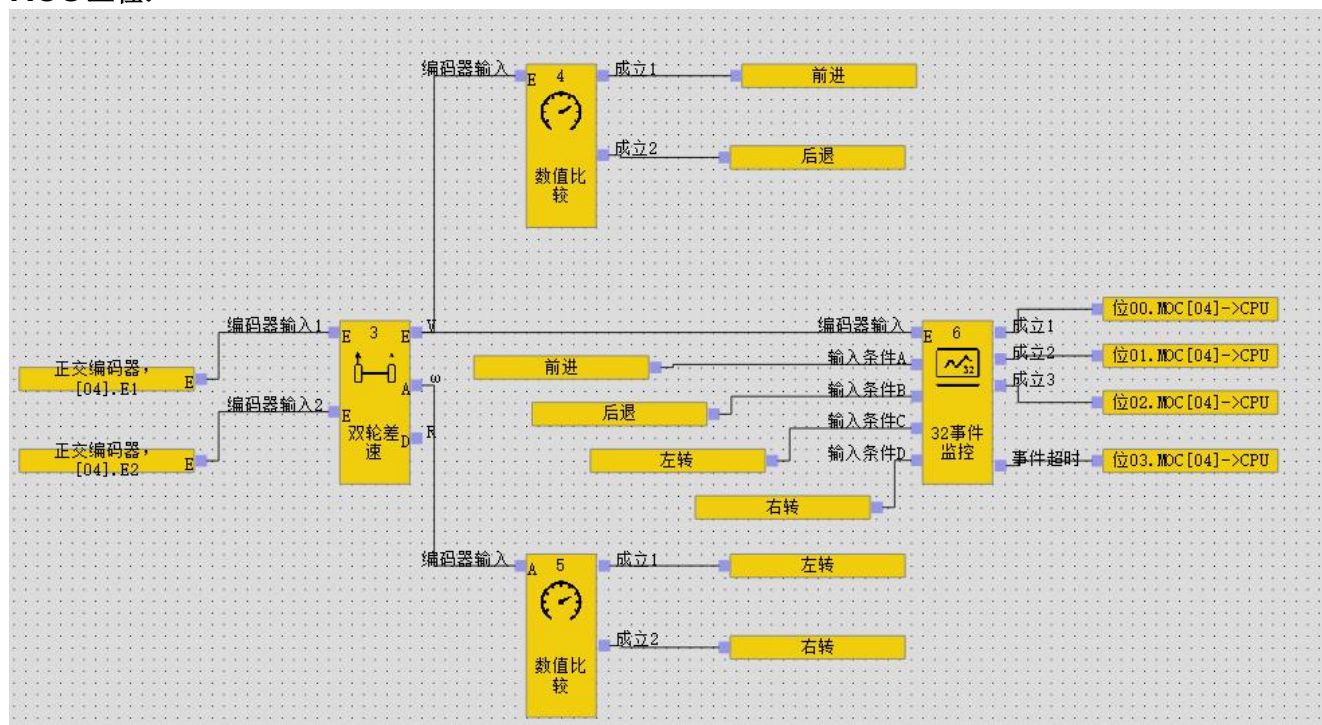 编码器输入
E 4
成立1
前进
成立2
后退
数值比
较
编码器输入1
E 3 E
V
编码器输入
E 6
成立1
位00.MOC[04]->CPU
前进
输入条件A
成立2
位01.MOC[04]->CPU
正交编码器,
[04].E1
E
A
ω
成立3
后退
输入条件B
32
位02.MOC[04]->CPU
编码器输入2
E
输入条件C
双轮差
速
D
R
32事件
监控
正交编码器,
[04].E2
E
左转
输入条件D
事件超时
位03.MOC[04]->CPU
右转
编码器输入
A 5
成立1
左转
成立2
右转
数值比
较